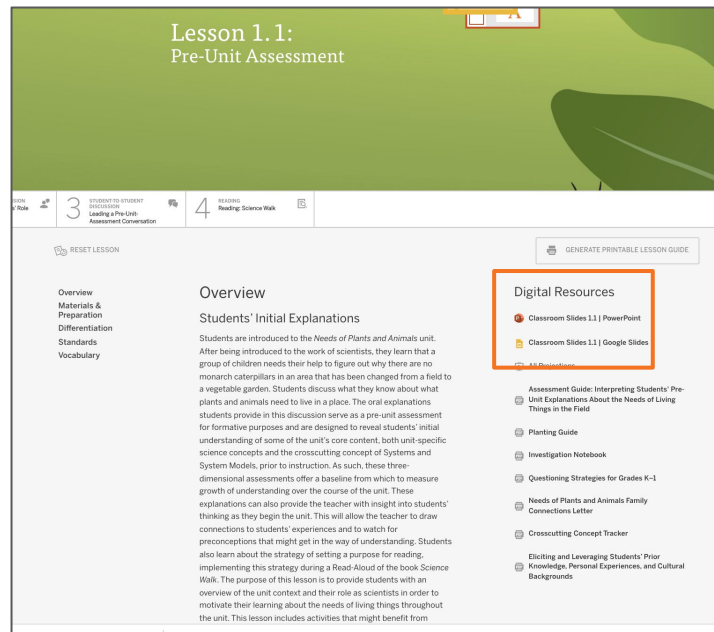 A
Lesson 1.1:
Pre-Unit Assessment
3
STUDENT-TO-STUDENT
DISCUSSION
Leading a Pre-Unit-
Assessment Conversation
4
READING
Reading: Science Walk
RESET LESSON
GENERATE PRINTABLE LESSON GUIDE
Overview
Materials &
Preparation
Differentiation
Standards
Vocabulary
Overview
Students' Initial Explanations
Students are introduced to the Needs of Plants and Animals unit.
After being introduced to the work of scientists, they learn that a
group of children needs their help to figure out why there are no
monarch caterpillars in an area that has been changed from a field to
a vegetable garden. Students discuss what they know about what
plants and animals need to live in a place. The oral explanations
students provide in this discussion serve as a pre-unit assessment
for formative purposes and are designed to reveal students' initial
understanding of some of the unit's core content, both unit-specific
science concepts and the crosscutting concept of Systems and
System Models, prior to instruction. As such, these three-
dimensional assessments offer a baseline from which to measure
growth of understanding over the course of the unit. These
explanations can also provide the teacher with insight into students'
thinking as they begin the unit. This will allow the teacher to draw
connections to students' experiences and to watch for
preconceptions that might get in the way of understanding. Students
also learn about the strategy of setting a purpose for reading,
implementing this strategy during a Read-Aloud of the book Science
Walk. The purpose of this lesson is to provide students with an
overview of the unit context and their role as scientists in order to
motivate their learning about the needs of living things throughout
the unit. This lesson includes activities that might benefit from
Digital Resources
Classroom Slides 1.1 | PowerPoint
Classroom Slides 1.1 | Google Slides
All Projections
Assessment Guide: Interpreting Students' Pre-
Unit Explanations About the Needs of Living
Things in the Field
Planting Guide
Investigation Notebook
Questioning Strategies for Grades K–1
Needs of Plants and Animals Family
Connections Letter
Crosscutting Concept Tracker
Eliciting and Leveraging Students' Prior
Knowledge, Personal Experiences, and Cultural
Backgrounds